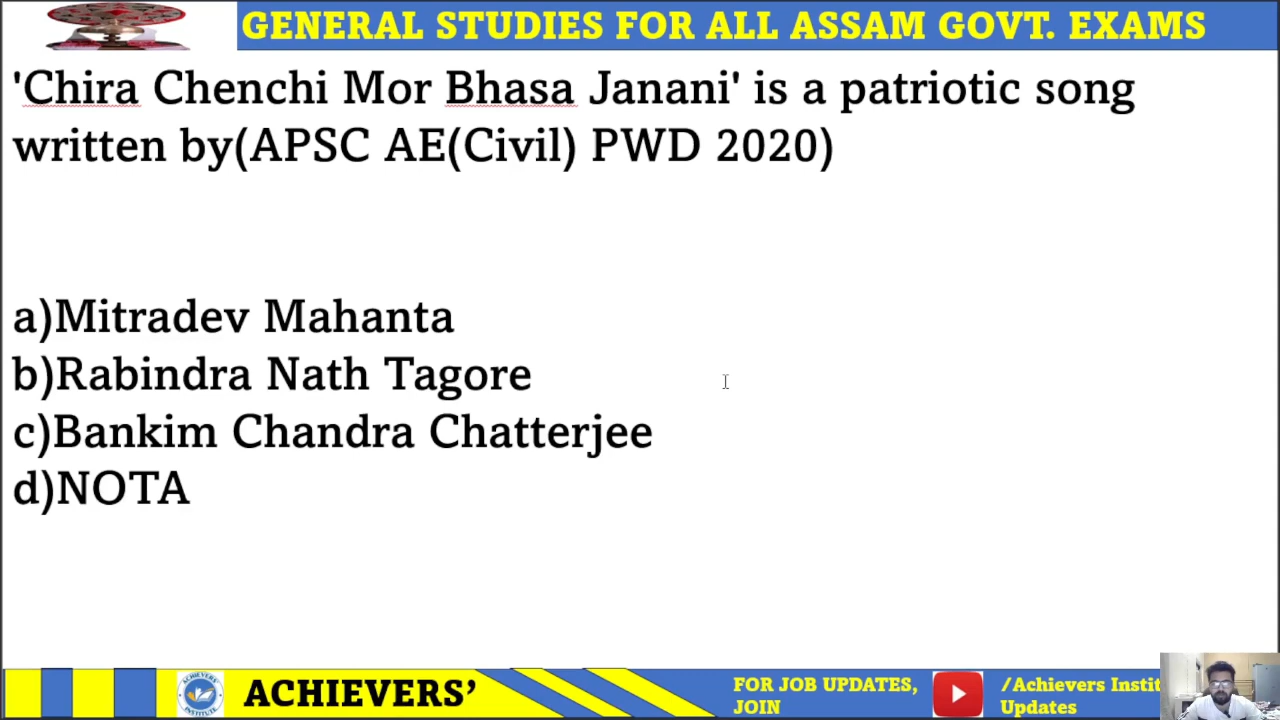 GENERAL STUDIES FOR ALL ASSAM GOVT. EXAMS
'Chira Chenchi Mor Bhasa Janani' is a patriotic song
written by(APSC AE(Civil) PWD 2020)
a)Mitradev Mahanta
b)Rabindra Nath Tagore
c)Bankim Chandra Chatterjee
d)NOTA
ACHIEVERS'
INSTITUTE
ACHIEVERS’
FOR JOB UPDATES,
JOIN
/Achievers Instit
Updates